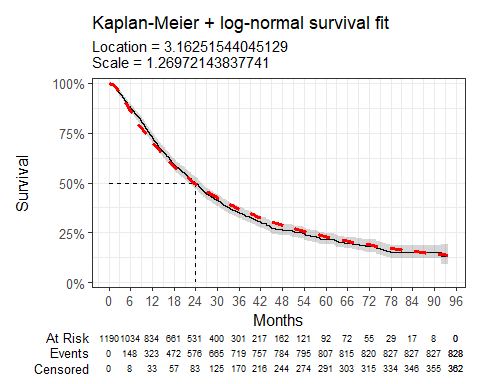 Kaplan-Meier + log-normal survival fit
Location = 3.16251544045129
Scale = 1.26972143837741
100%
75%
50%
25%
0%
Survival
0 6 12 18 24 30 36 42 48 54 60 66 72 78 84 90 96
Months
At Risk 1190 1034 834 661 531 400 301 217 162 121 92 72 55 29 17 8 0
Events 0 148 323 472 576 665 719 757 784 795 807 815 820 827 827 827 828
Censored 0 8 33 57 83 125 170 216 244 274 291 303 315 334 346 355 362